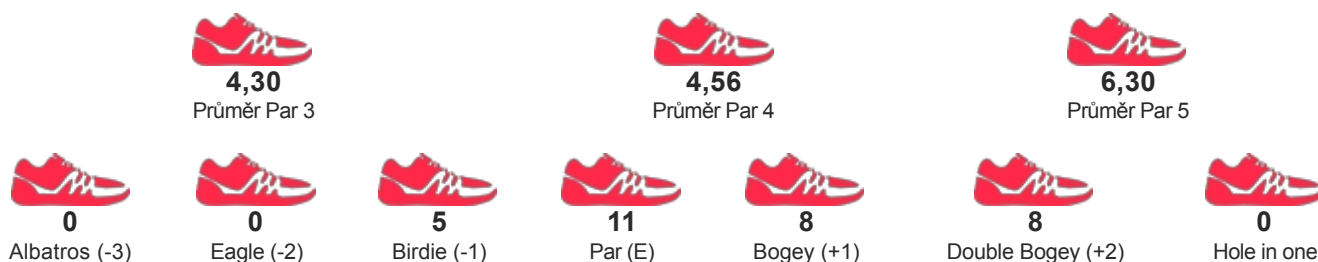 4,30 4,56 6,30
Průměr Par 3 Průměr Par 4 Průměr Par 5
0 0 5 11 8 8 0
Albatros (-3) Eagle (-2) Birdie (-1) Par (E) Bogey (+1) Double Bogey (+2) Hole in one